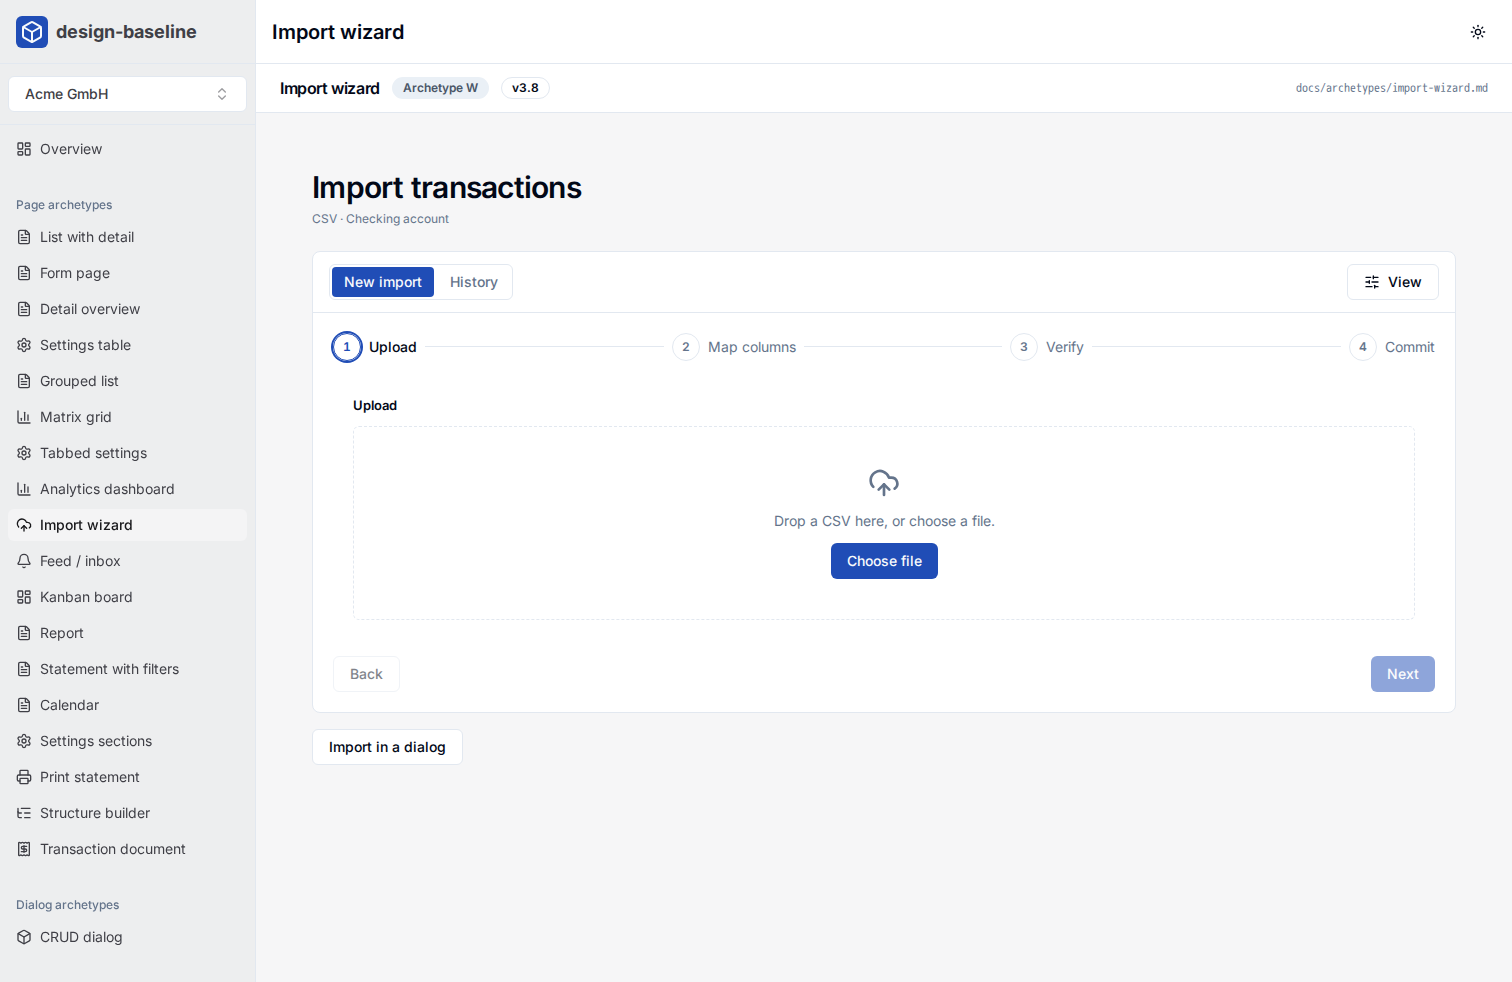 design-baseline
Import wizard
Acme GmbH
Import wizard
Archetype W
v3.8
docs/archetypes/import-wizard.md
Overview
Page archetypes
List with detail
Form page
Detail overview
Settings table
Grouped list
Matrix grid
Tabbed settings
Analytics dashboard
Import wizard
Feed / inbox
Kanban board
Report
Statement with filters
Calendar
Settings sections
Print statement
Structure builder
Transaction document
Dialog archetypes
CRUD dialog
Import transactions
CSV · Checking account
New import
History
View
1 Upload
2 Map columns
3 Verify
4 Commit
Upload
Drop a CSV here, or choose a file.
Choose file
Back
Next
Import in a dialog